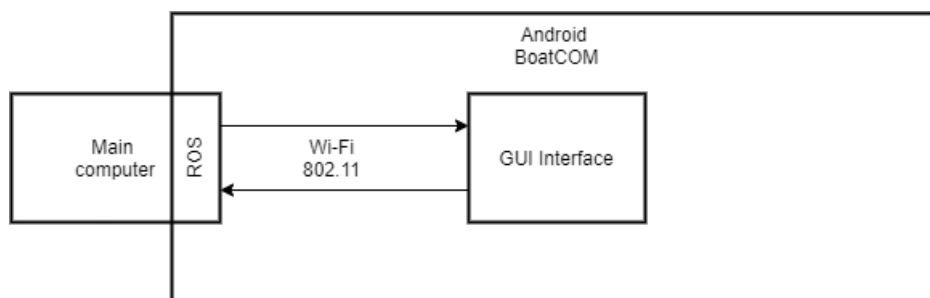 Android
BoatCOM
Main
computer
ROS
Wi-Fi
802.11
GUI Interface